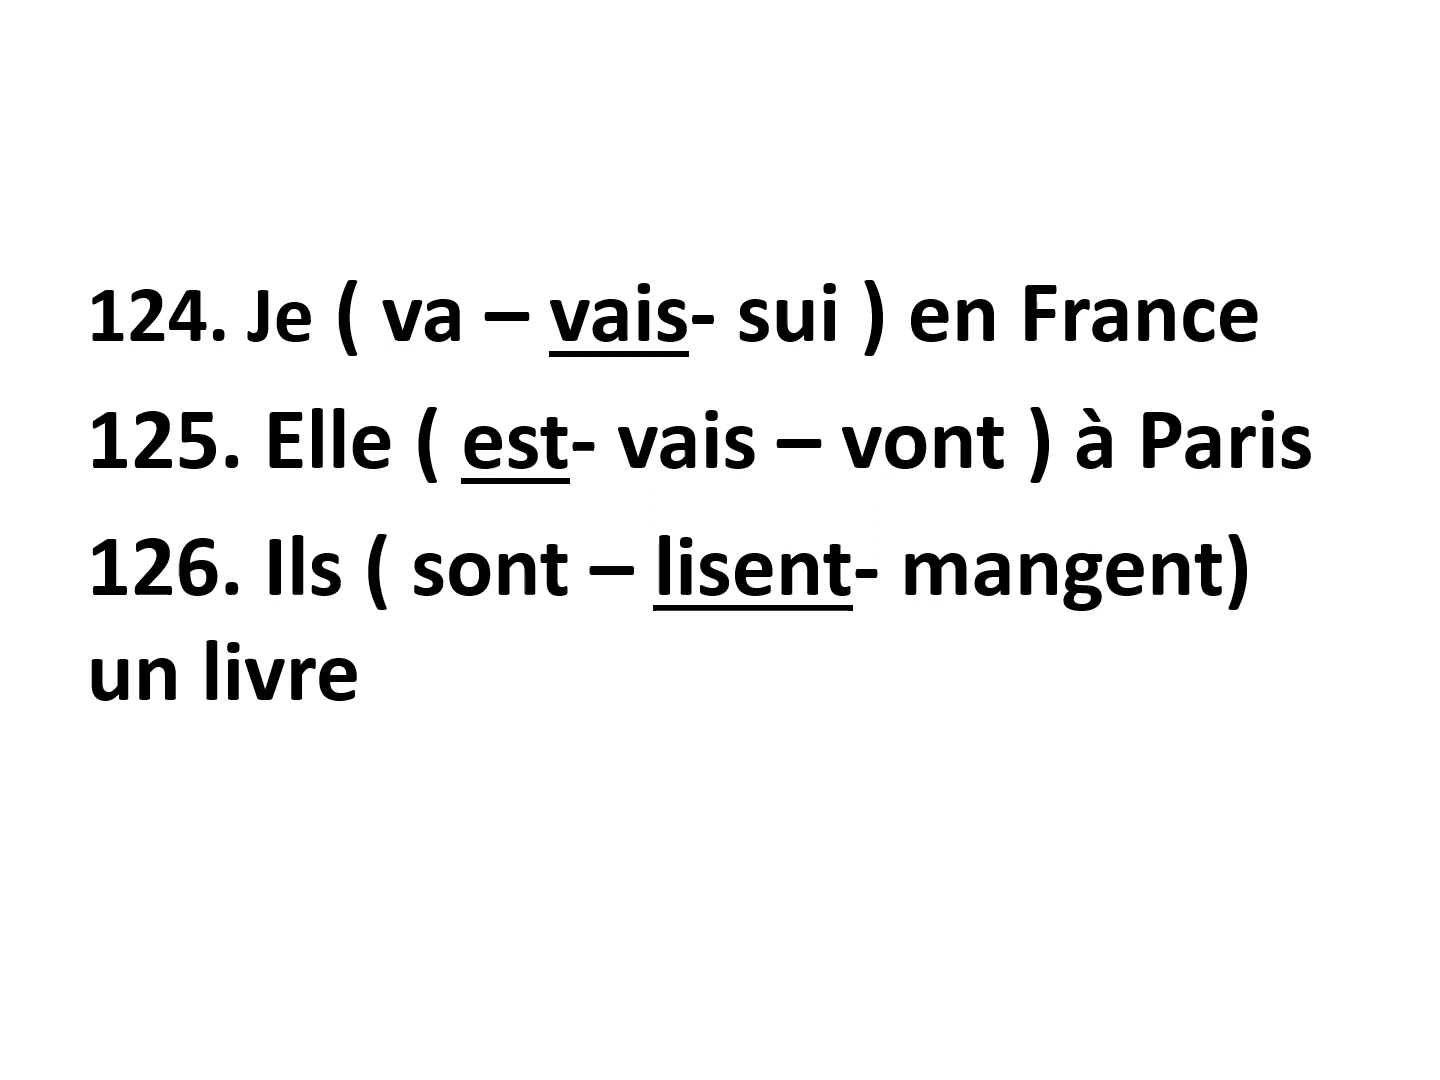 124. Je ( va – vais- sui ) en France
125. Elle ( est- vais – vont ) à Paris
126. Ils ( sont – lisent- mangent)
un livre